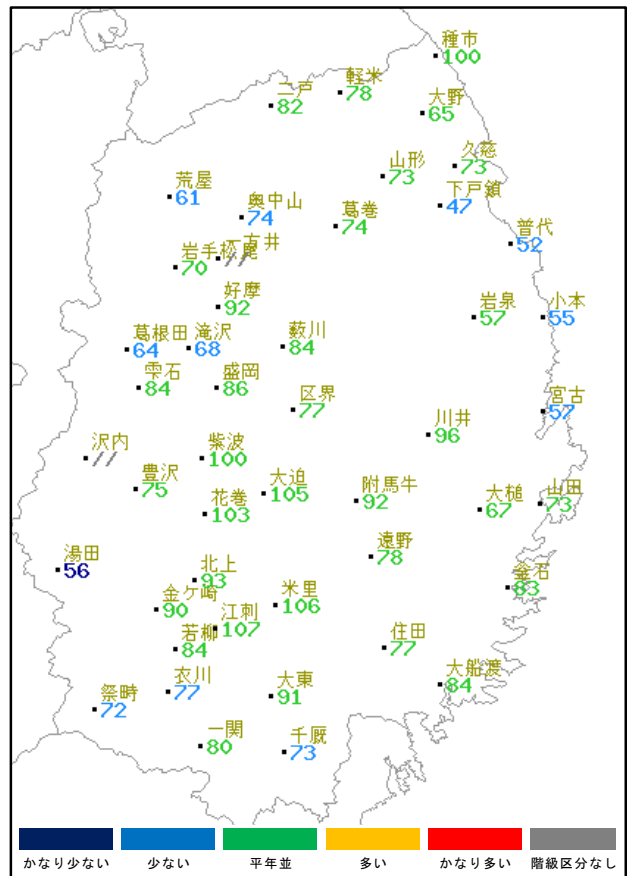 種市
100
軽米
78
二戸
82
大野
65
久慈
73
山形
73
下戸鎖
47
荒屋
61
奥中山
74
葛巻
74
普代
52
一方井
//
岩手松尾
70
好摩
92
岩泉
57
小本
55
葛根田
64
滝沢
68
薮川
84
雫石
84
盛岡
86
区界
77
宮古
57
川井
96
沢内
//
紫波
100
豊沢
75
大迫
105
花巻
103
附馬牛
92
大槌
67
山田
73
湯田
56
遠野
78
北上
93
釜石
83
金ケ崎
90
米里
106
江刺
107
若柳
84
住田
77
大船渡
84
衣川
77
祭畤
72
大東
91
一関
80
千厩
73
かなり少ない
少ない
平年並
多い
かなり多い
階級区分なし